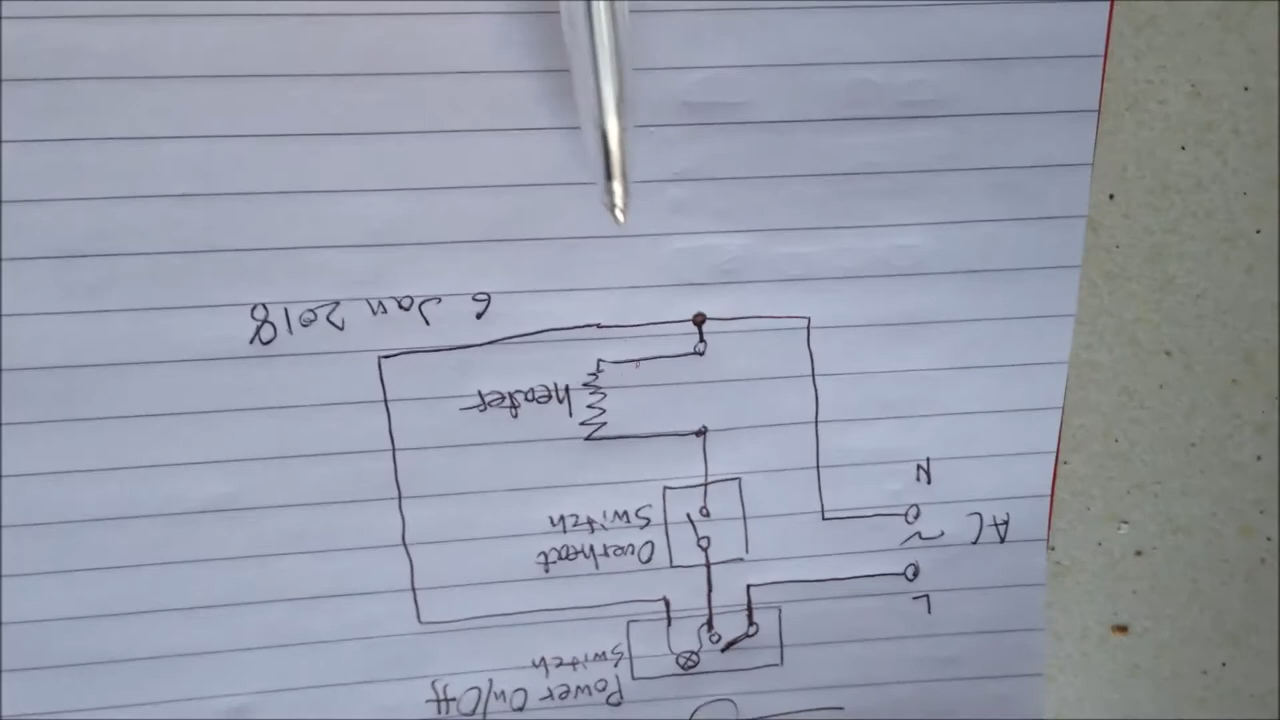 Power On/Off
Switch
L
AC
~
N
Overheat
Switch
heater
6 Jan 2018